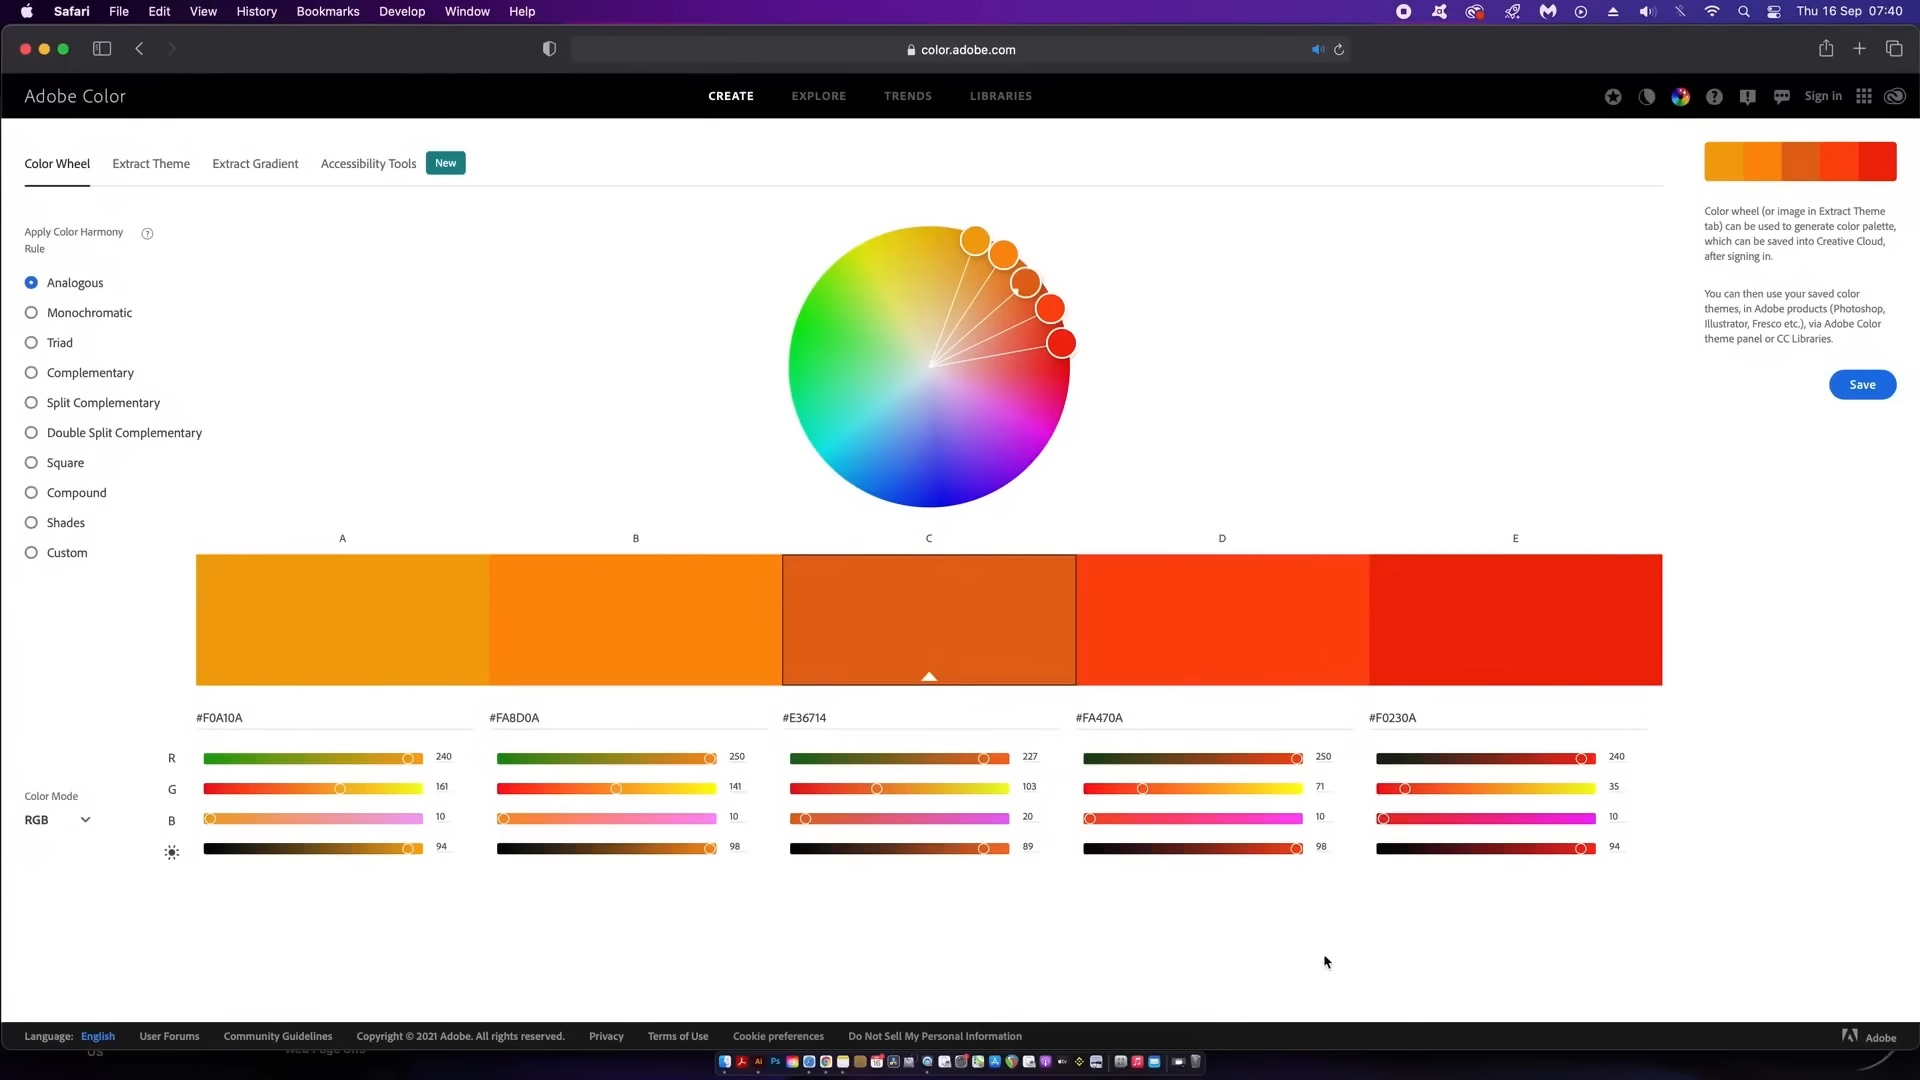 Safari File Edit View History Bookmarks Develop Window Help Thu 16 Sep 07:40
color.adobe.com
Adobe Color CREATE EXPLORE TRENDS LIBRARIES Sign in
Color Wheel Extract Theme Extract Gradient Accessibility Tools New
Apply Color Harmony
Rule
Analogous
Monochromatic
Triad
Complementary
Split Complementary
Double Split Complementary
Square
Compound
Shades
Custom
Color wheel (or image in Extract Theme
tab) can be used to generate color palette,
which can be saved into Creative Cloud,
after signing in.
You can then use your saved color
themes, in Adobe products (Photoshop,
Illustrator, Fresco etc.), via Adobe Color
theme panel or CC Libraries.
Save
A B C D E
#F0A10A #FA8D0A #E36714 #FA470A #F0230A
R 240 250 227 250 240
G 161 141 103 71 35
B 10 10 20 10 10
94 98 89 98 94
Color Mode
RGB
Language: English User Forums Community Guidelines Copyright © 2021 Adobe. All rights reserved. Privacy Terms of Use Cookie preferences Do Not Sell My Personal Information Adobe